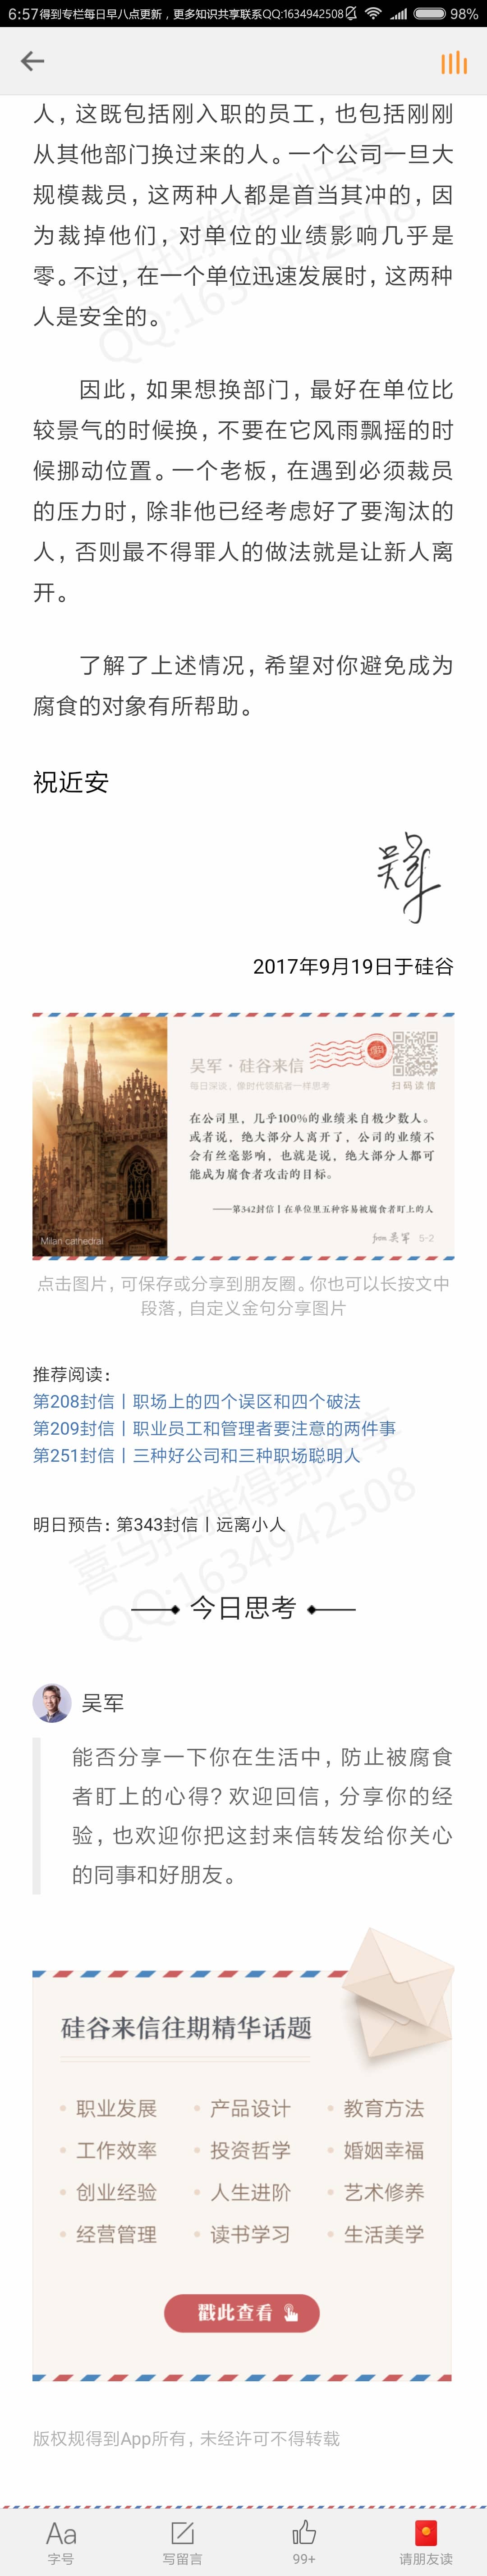 6:57得到专栏每日早八点更新，更多知识共享联系QQ:1634942508 98%
人，这既包括刚入职的员工，也包括刚刚
从其他部门换过来的人。一个公司一旦大
规模裁员，这两种人都是首当其冲的，因
为裁掉他们，对单位的业绩影响几乎是
零。不过，在一个单位迅速发展时，这两种
人是安全的。
因此，如果想换部门，最好在单位比
较景气的时候换，不要在它风雨飘摇的时
候挪动位置。一个老板，在遇到必须裁员
的压力时，除非他已经考虑好了要淘汰的
人，否则最不得罪人的做法就是让新人离
开。
了解了上述情况，希望对你避免成为
腐食的对象有所帮助。
祝近安
吴军
2017年9月19日于硅谷
吴军·硅谷来信
每日深谈，像时代领航者一样思考
扫码读信
在公司里，几乎100%的业绩来自极少数人。
或者说，绝大部分人离开了，公司的业绩不
会有丝毫影响，也就是说，绝大部分人都可
能成为腐食者攻击的目标。
——第342封信丨在单位里五种容易被腐食者盯上的人
from 吴军 5-2
Milan cathedral
点击图片，可保存或分享到朋友圈。你也可以长按文中
段落，自定义金句分享图片
推荐阅读：
第208封信丨职场上的四个误区和四个破法
第209封信丨职业员工和管理者要注意的两件事
第251封信丨三种好公司和三种职场聪明人
明日预告：第343封信丨远离小人
今日思考
吴军
能否分享一下你在生活中，防止被腐食
者盯上的心得？欢迎回信，分享你的经
验，也欢迎你把这封来信转发给你关心
的同事和好朋友。
硅谷来信往期精华话题
职业发展 产品设计 教育方法
工作效率 投资哲学 婚姻幸福
创业经验 人生进阶 艺术修养
经营管理 读书学习 生活美学
戳此查看
版权规得到App所有，未经许可不得转载
Aa 99+
字号 写留言 请朋友读
喜马拉雅得到共享
QQ:1634942508
喜马拉雅得到共享
QQ:1634942508